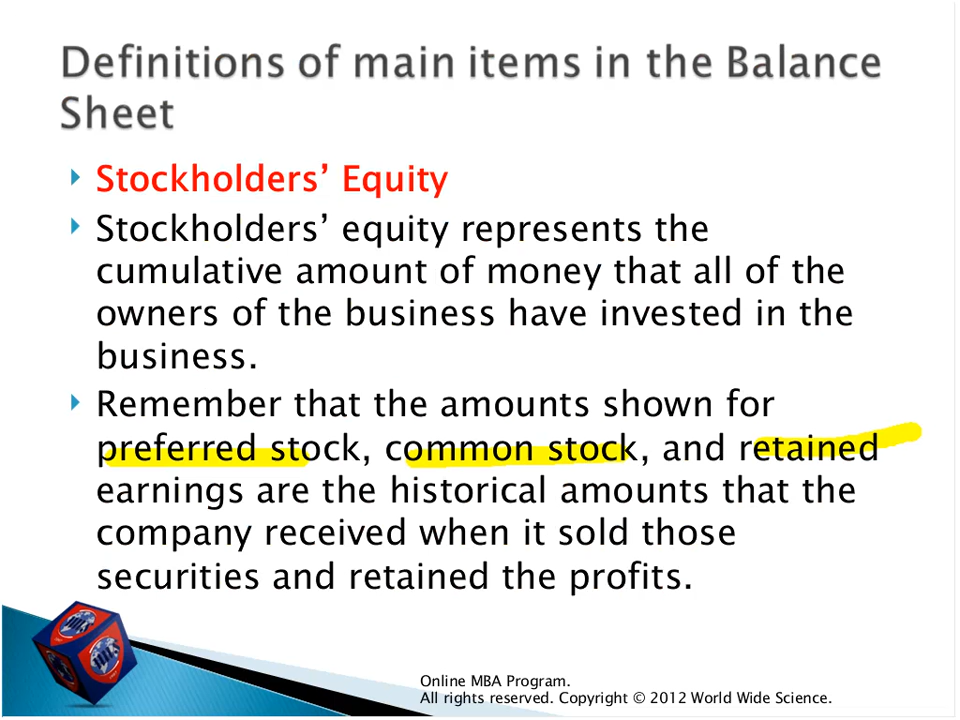 Definitions of main items in the Balance
Sheet
Stockholders’ Equity
Stockholders’ equity represents the
cumulative amount of money that all of the
owners of the business have invested in the
business.
Remember that the amounts shown for
preferred stock, common stock, and retained
earnings are the historical amounts that the
company received when it sold those
securities and retained the profits.
Online MBA Program.
All rights reserved. Copyright © 2012 World Wide Science.